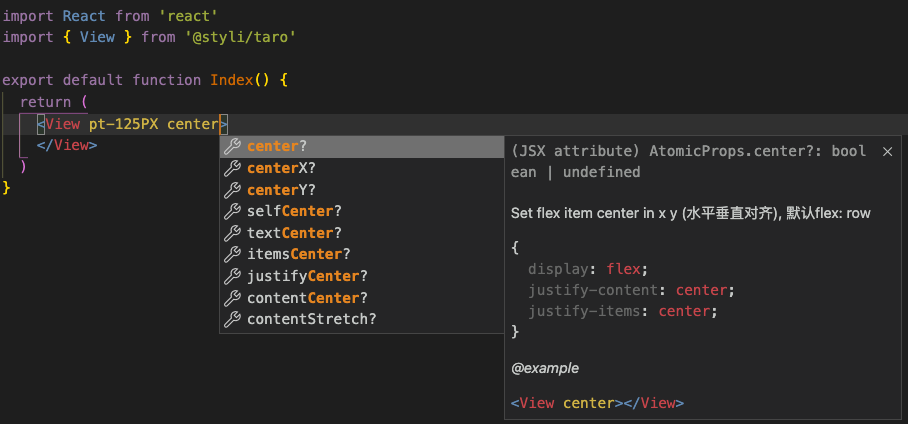 import React from 'react'
import { View } from '@styli/taro'
export default function Index() {
return (
<View pt-125PX center>
</View>
)
}
center?
centerX?
centerY?
selfCenter?
textCenter?
itemsCenter?
justifyCenter?
contentCenter?
contentStretch?
(JSX attribute) AtomicProps.center?: bool
ean | undefined
Set flex item center in x y (水平垂直对齐), 默认flex: row
{
display: flex;
justify-content: center;
justify-items: center;
}
@example
<View center></View>